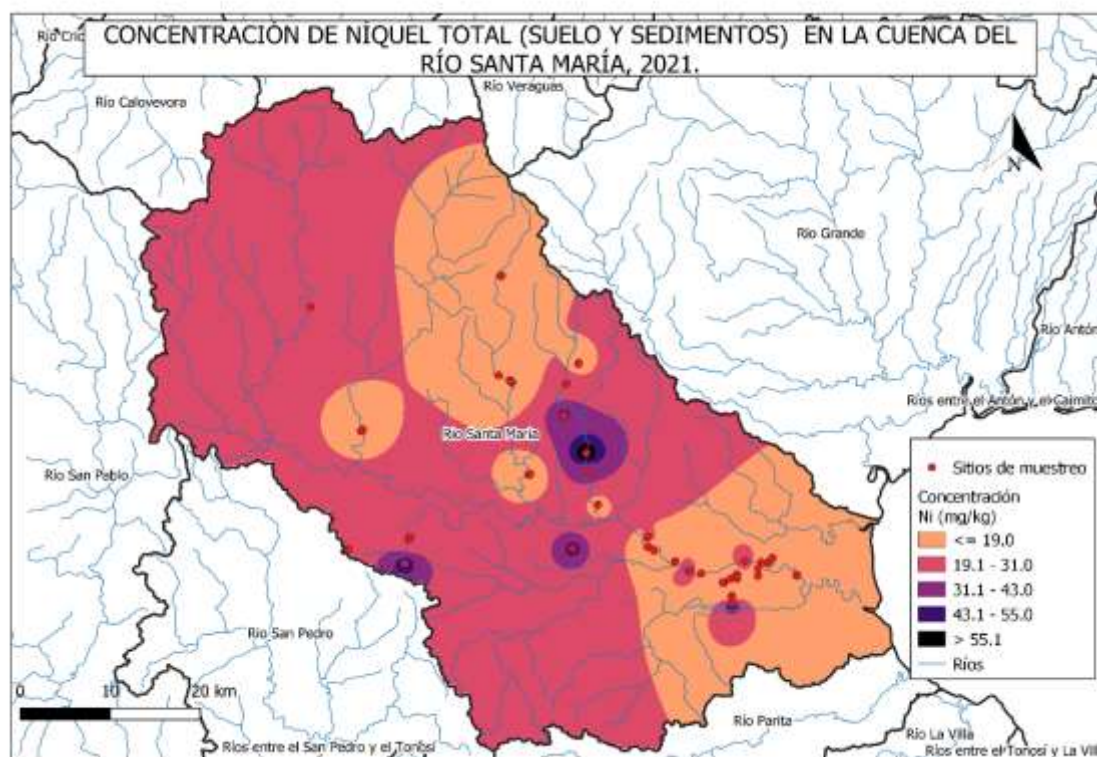 CONCENTRACIÓN DE NÍQUEL TOTAL (SUELO Y SEDIMENTOS) EN LA CUENCA DEL
RÍO SANTA MARÍA, 2021.
Río Calovevora
Río Veraguas
N
Río Grande
Río Antón
Ríos entre el Antón y el Caimito
Río Santa María
Río San Pablo
Sitios de muestreo
Concentración
Ni (mg/kg)
<= 19.0
19.1 - 31.0
31.1 - 43.0
43.1 - 55.0
> 55.1
Ríos
Río San Pedro
0 10 20 km
Río Parita
Río La Villa
Ríos entre el San Pedro y el Tonosí
Ríos entre el Tonosí y La Vil